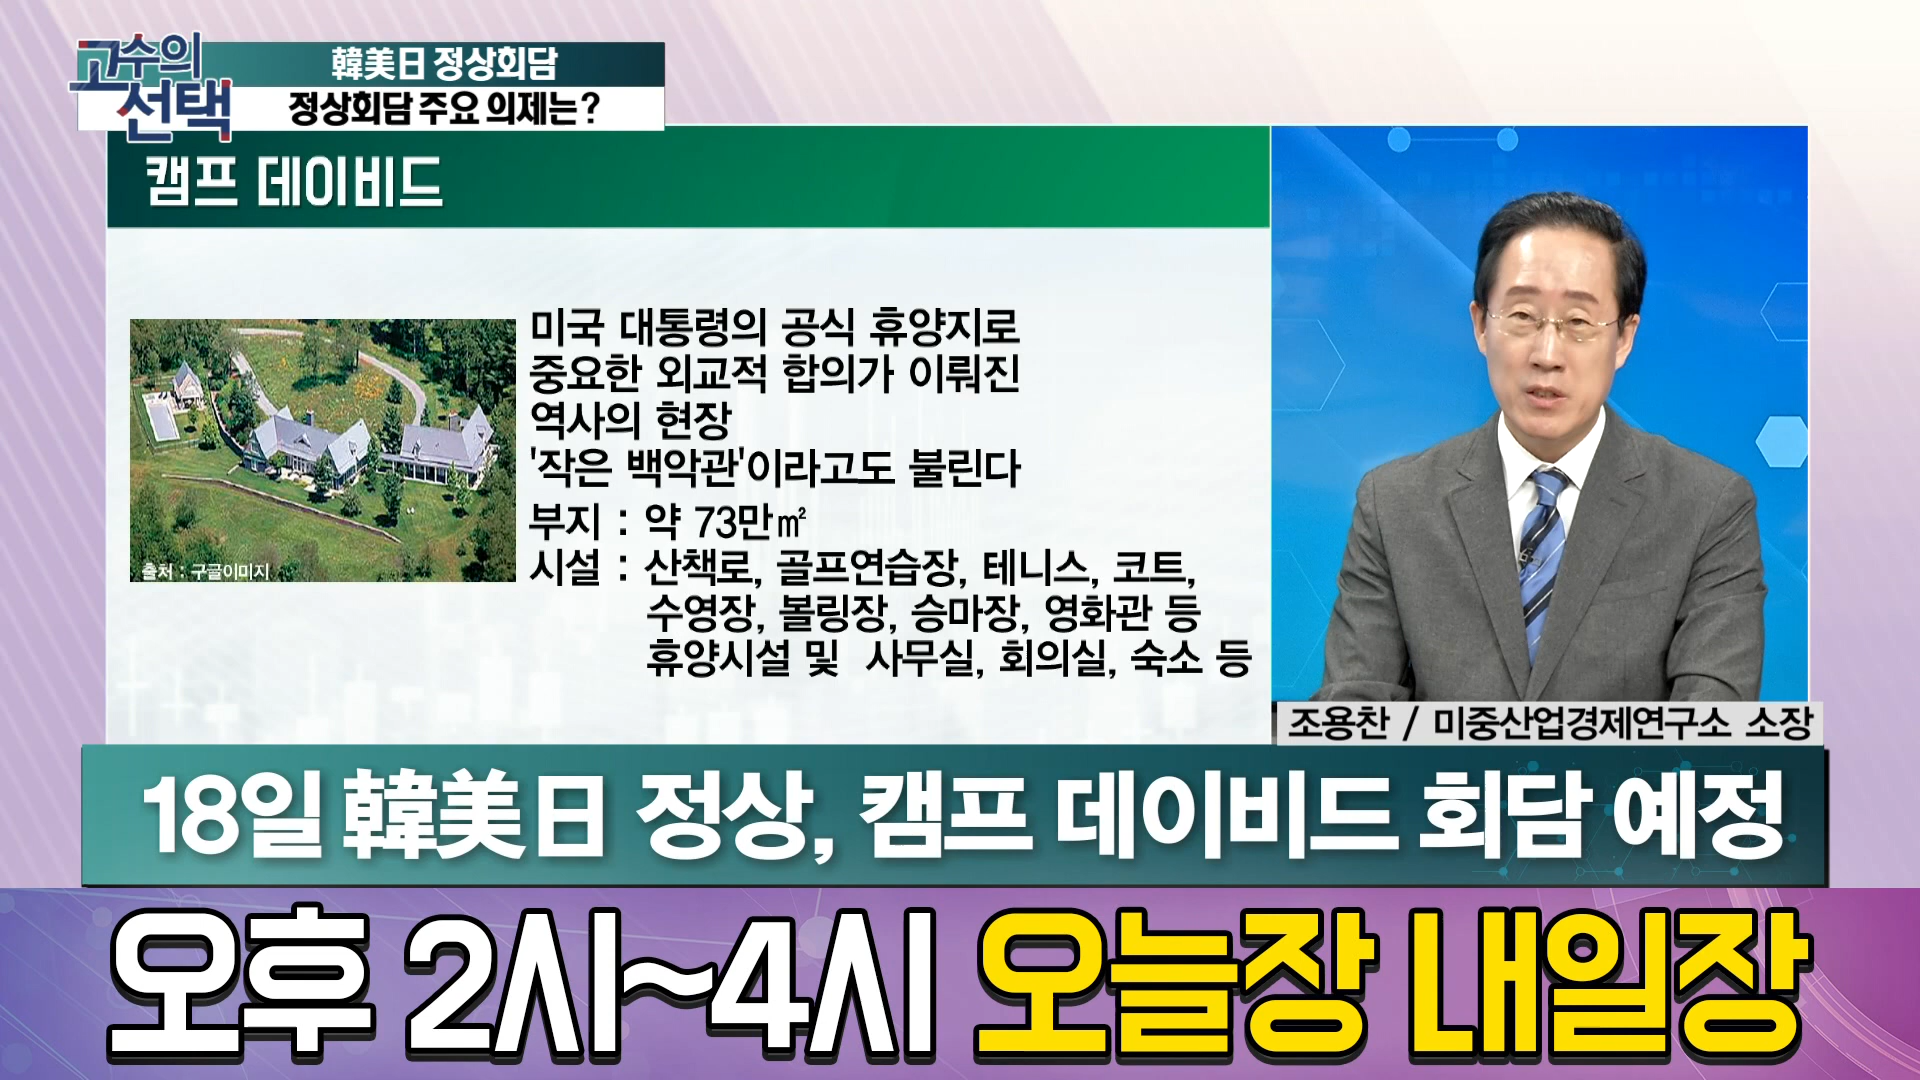 고수의
선택
韓美日 정상회담
정상회담 주요 의제는?
캠프 데이비드
미국 대통령의 공식 휴양지로
중요한 외교적 합의가 이뤄진
역사의 현장
'작은 백악관'이라고도 불린다
부지 : 약 73만㎡
시설 : 산책로, 골프연습장, 테니스, 코트,
수영장, 볼링장, 승마장, 영화관 등
휴양시설 및 사무실, 회의실, 숙소 등
출처 : 구글이미지
조용찬 / 미중산업경제연구소 소장
18일 韓美日 정상, 캠프 데이비드 회담 예정
오후 2시~4시 오늘장 내일장